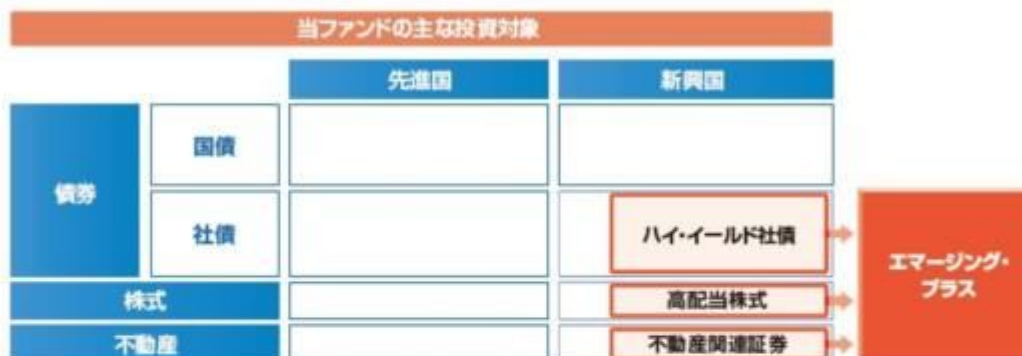 当ファンドの主な投資対象
先進国
新興国
債券
国債
社債
ハイ・イールド社債
エマージング・
プラス
株式
高配当株式
不動産
不動産関連証券